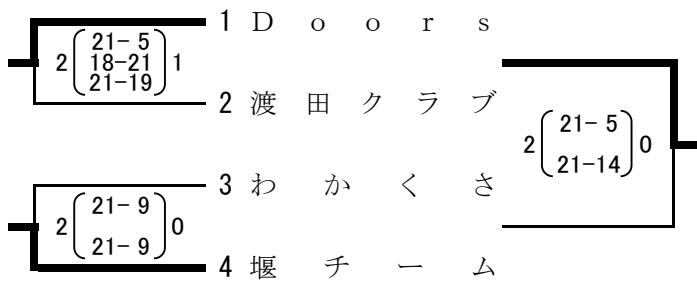 1 Doors
2 ( 21- 5 18-21 21-19 ) 1
2 渡田クラブ
2 ( 21- 5 21-14 ) 0
3 わかくさ
2 ( 21- 9 21- 9 ) 0
4 堰チーム